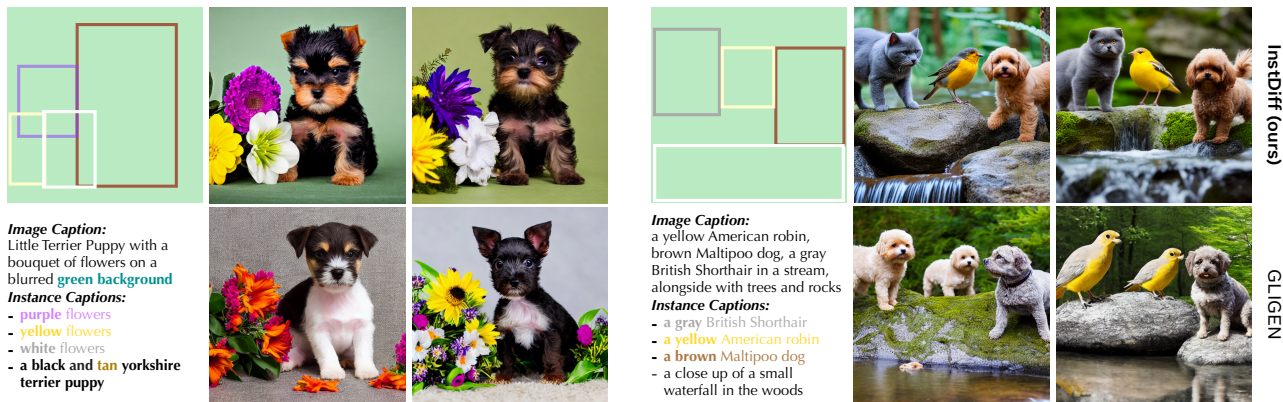 Image Caption:
Little Terrier Puppy with a
bouquet of flowers on a
blurred green background
Instance Captions:
- purple flowers
- yellow flowers
- white flowers
- a black and tan yorkshire
terrier puppy
Image Caption:
a yellow American robin,
brown Maltipoo dog, a gray
British Shorthair in a stream,
alongside with trees and rocks
Instance Captions:
- a gray British Shorthair
- a yellow American robin
- a brown Maltipoo dog
- a close up of a small
waterfall in the woods
InstDiff (ours)
GLIGEN